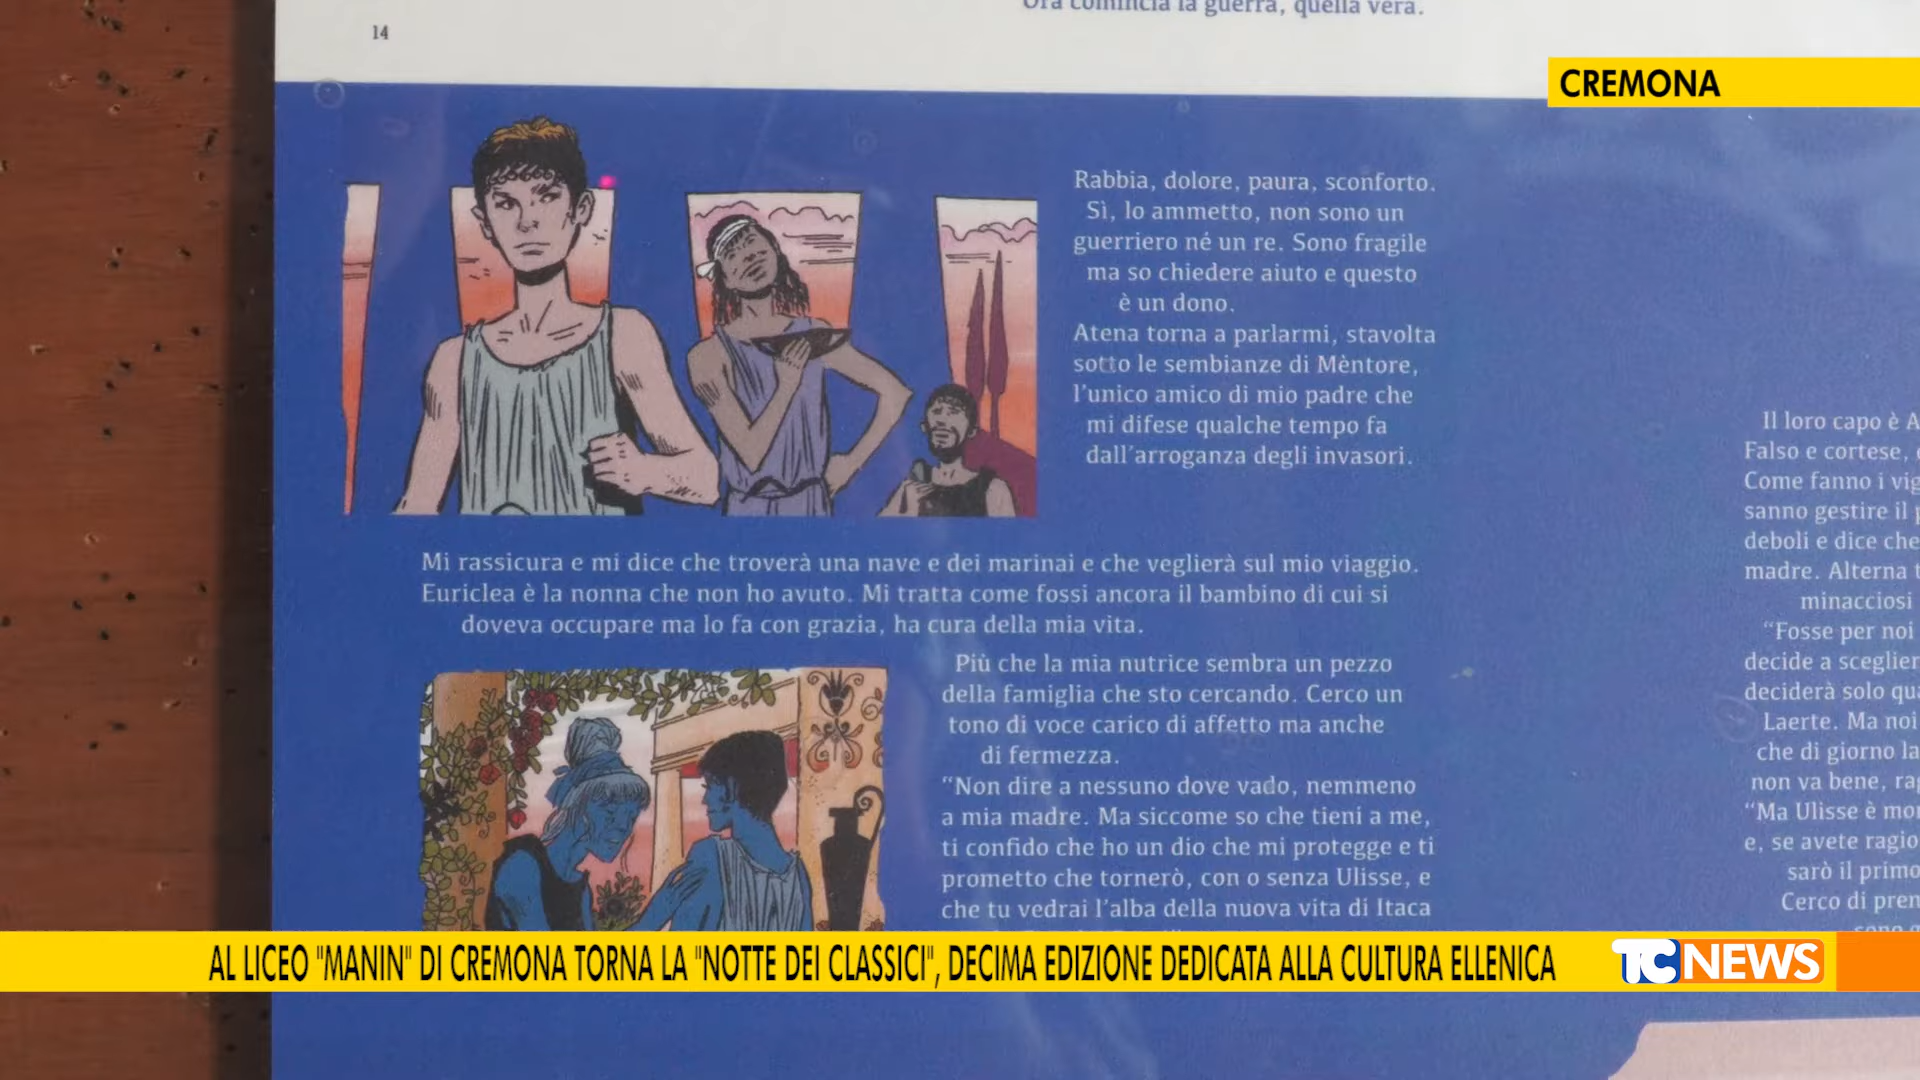 Ora comincia la guerra, quella vera.
14
CREMONA
Rabbia, dolore, paura, sconforto.
Sì, lo ammetto, non sono un
guerriero né un re. Sono fragile
ma so chiedere aiuto e questo
è un dono.
Atena torna a parlarmi, stavolta
sotto le sembianze di Mèntore,
l'unico amico di mio padre che
mi difese qualche tempo fa
dall'arroganza degli invasori.
Mi rassicura e mi dice che troverà una nave e dei marinai e che veglierà sul mio viaggio.
Euriclea è la nonna che non ho avuto. Mi tratta come fossi ancora il bambino di cui si
doveva occupare ma lo fa con grazia, ha cura della mia vita.
Più che la mia nutrice sembra un pezzo
della famiglia che sto cercando. Cerco un
tono di voce carico di affetto ma anche
di fermezza.
“Non dire a nessuno dove vado, nemmeno
a mia madre. Ma siccome so che tieni a me,
ti confido che ho un dio che mi protegge e ti
prometto che tornerò, con o senza Ulisse, e
che tu vedrai l'alba della nuova vita di Itaca
Il loro capo è A
Falso e cortese,
Come fanno i vig
sanno gestire il p
deboli e dice che
madre. Alterna t
minacciosi
“Fosse per noi
decide a sceglier
deciderà solo qua
Laerte. Ma noi
che di giorno la
non va bene, rag
“Ma Ulisse è mor
e, se avete ragio
sarò il primo
Cerco di pren
AL LICEO "MANIN" DI CREMONA TORNA LA "NOTTE DEI CLASSICI", DECIMA EDIZIONE DEDICATA ALLA CULTURA ELLENICA
TC NEWS